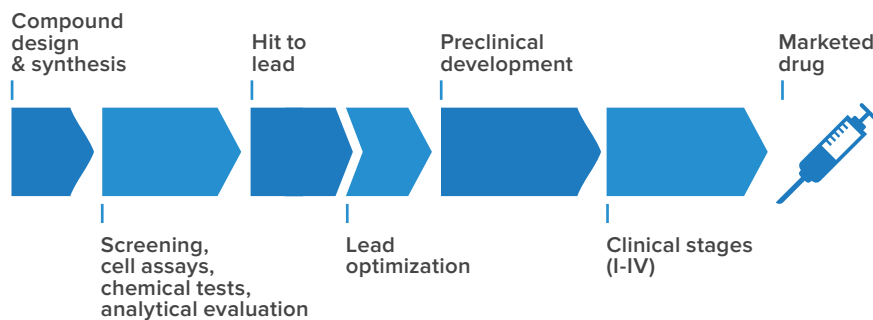 Compound
design
& synthesis
Hit to
lead
Preclinical
development
Marketed
drug
Screening,
cell assays,
chemical tests,
analytical evaluation
Lead
optimization
Clinical stages
(I-IV)